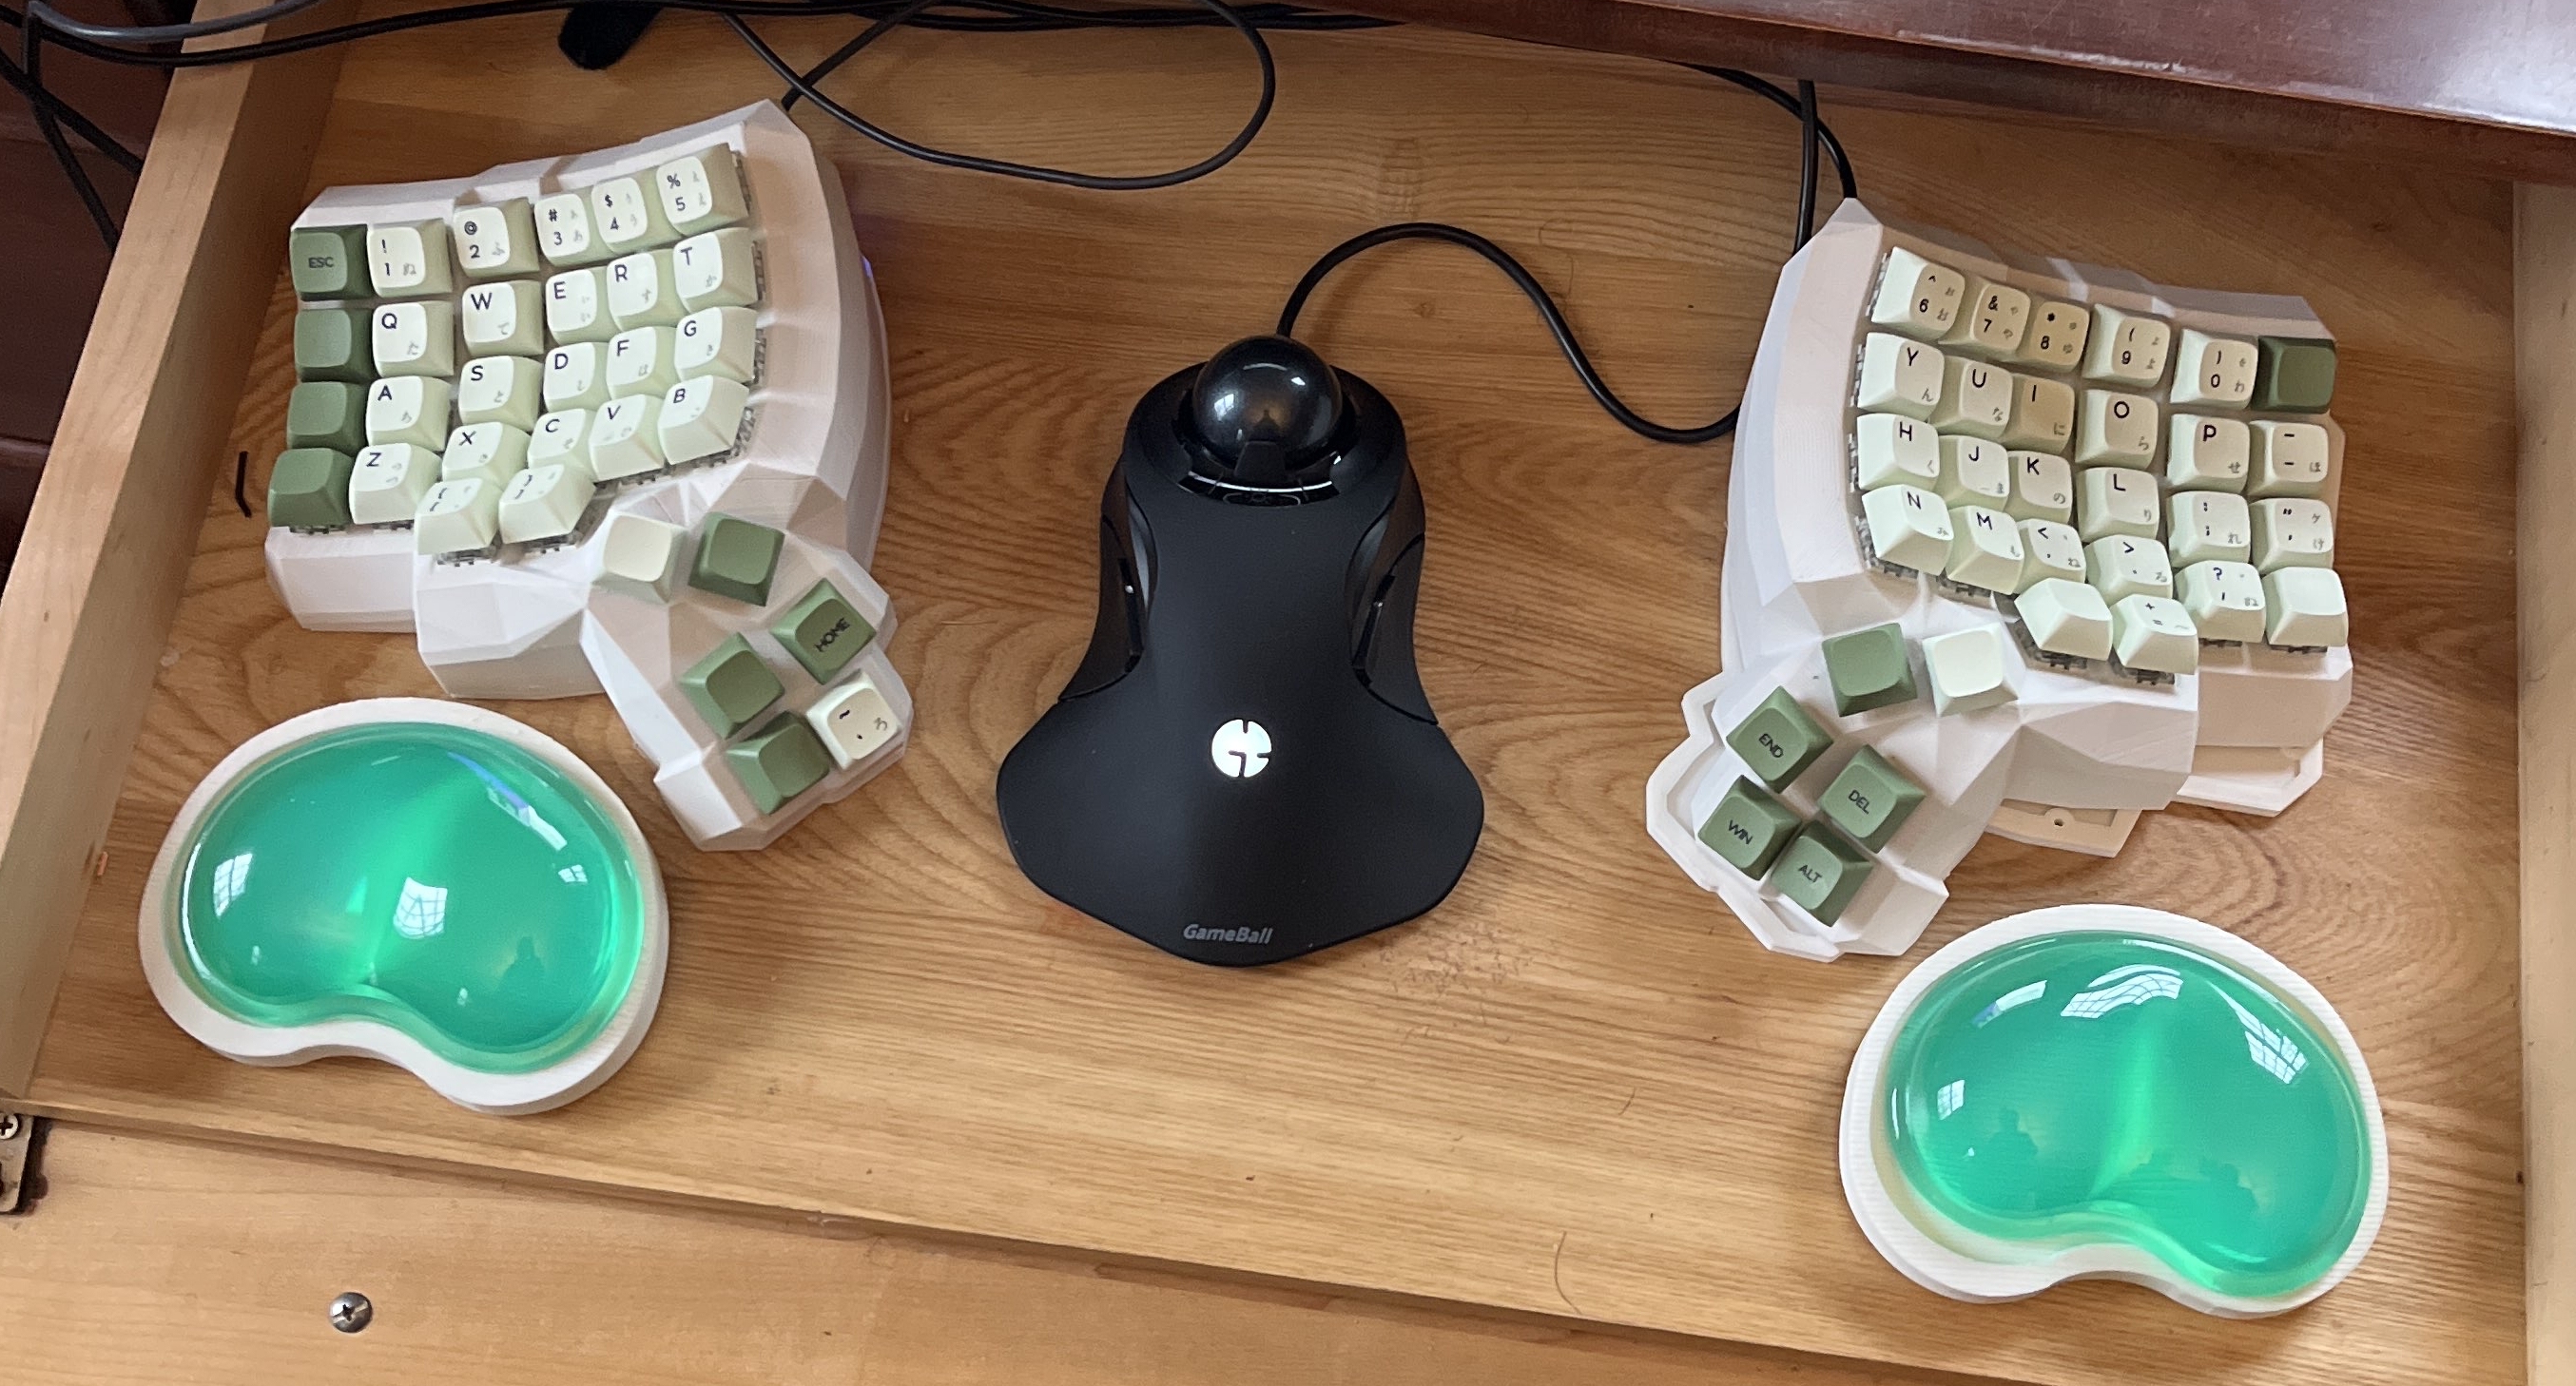 ESC ! 1 ぬ @ 2 ふ # 3 あ $ 4 う % 5 え
Q た W て E い R す T か
A ち S と D し F は G き
Z つ X さ C そ V ひ B こ
HOME
~ ろ
^ 6 お & 7 や * 8 ゆ ( 9 よ ) 0 わ
Y ん U な I に O ら P せ - ほ
H く J ま K の L り : ; れ " ' け
N み M も < , ね > . る ? / ぬ
+ =
END
DEL
WIN
ALT
GameBall